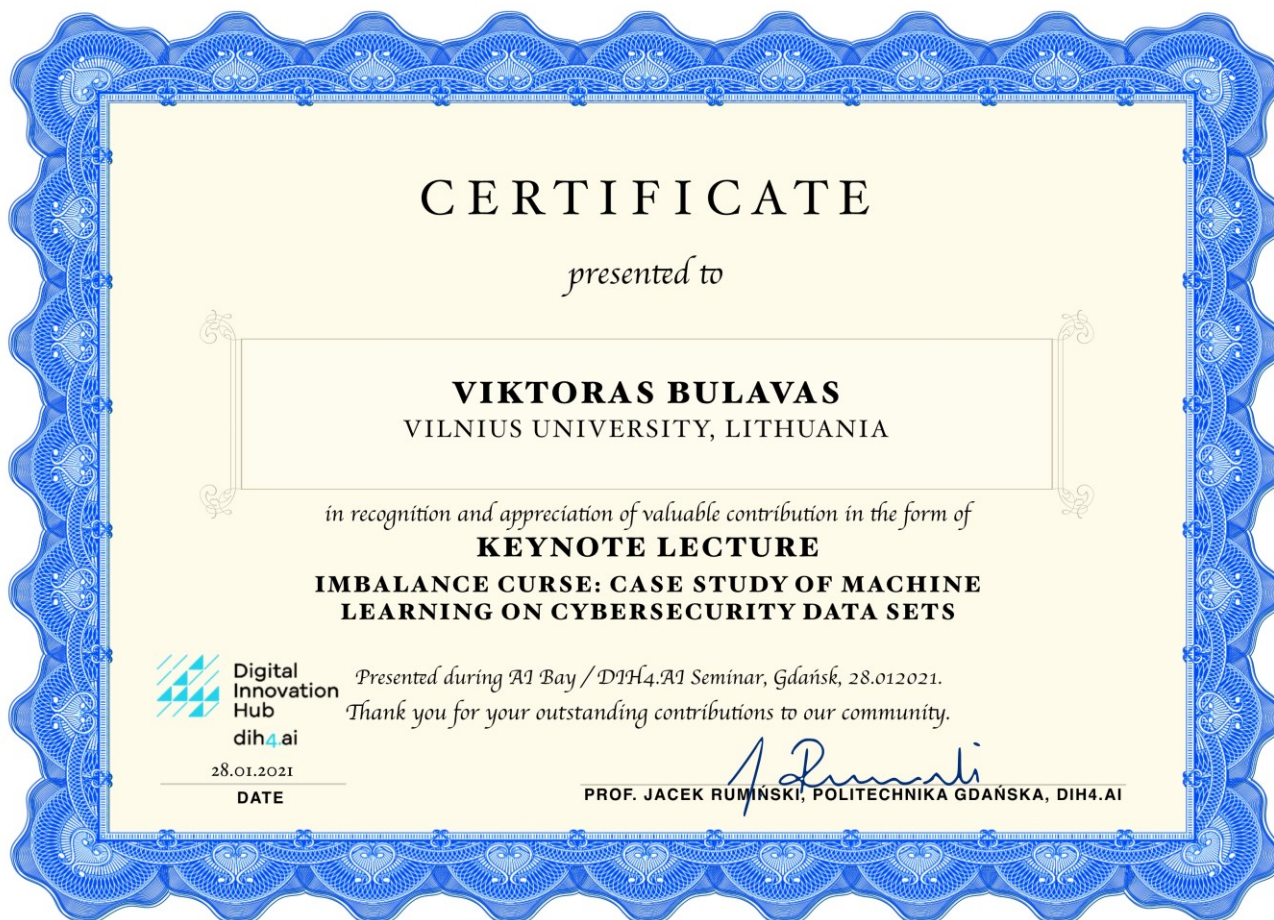 CERTIFICATE
presented to
VIKTORAS BULAVAS
VILNIUS UNIVERSITY, LITHUANIA
in recognition and appreciation of valuable contribution in the form of
KEYNOTE LECTURE
IMBALANCE CURSE: CASE STUDY OF MACHINE
LEARNING ON CYBERSECURITY DATA SETS
Digital
Innovation
Hub
dih4.ai
Presented during AI Bay / DIH4.AI Seminar, Gdańsk, 28.012021.
Thank you for your outstanding contributions to our community.
28.01.2021
DATE
PROF. JACEK RUMIŃSKI, POLITECHNIKA GDAŃSKA, DIH4.AI